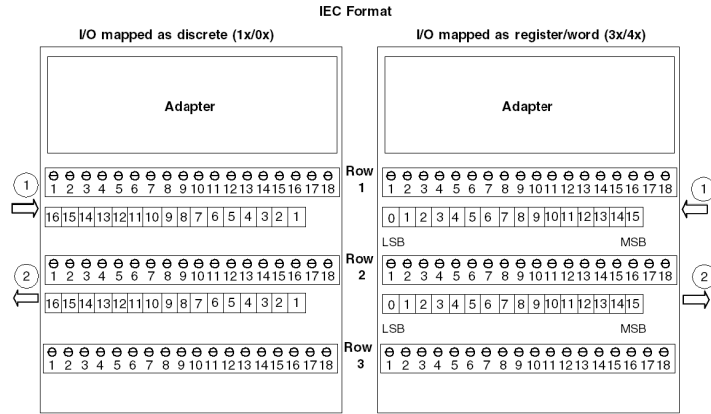 IEC Format
I/O mapped as discrete (1x/0x)
I/O mapped as register/word (3x/4x)
Adapter
Adapter
Row 1
1
1 2 3 4 5 6 7 8 9 10 11 12 13 14 15 16 17 18
16 15 14 13 12 11 10 9 8 7 6 5 4 3 2 1
1 2 3 4 5 6 7 8 9 10 11 12 13 14 15 16 17 18
1
0 1 2 3 4 5 6 7 8 9 10 11 12 13 14 15
LSB MSB
Row 2
2
1 2 3 4 5 6 7 8 9 10 11 12 13 14 15 16 17 18
16 15 14 13 12 11 10 9 8 7 6 5 4 3 2 1
1 2 3 4 5 6 7 8 9 10 11 12 13 14 15 16 17 18
2
0 1 2 3 4 5 6 7 8 9 10 11 12 13 14 15
LSB MSB
Row 3
1 2 3 4 5 6 7 8 9 10 11 12 13 14 15 16 17 18
1 2 3 4 5 6 7 8 9 10 11 12 13 14 15 16 17 18